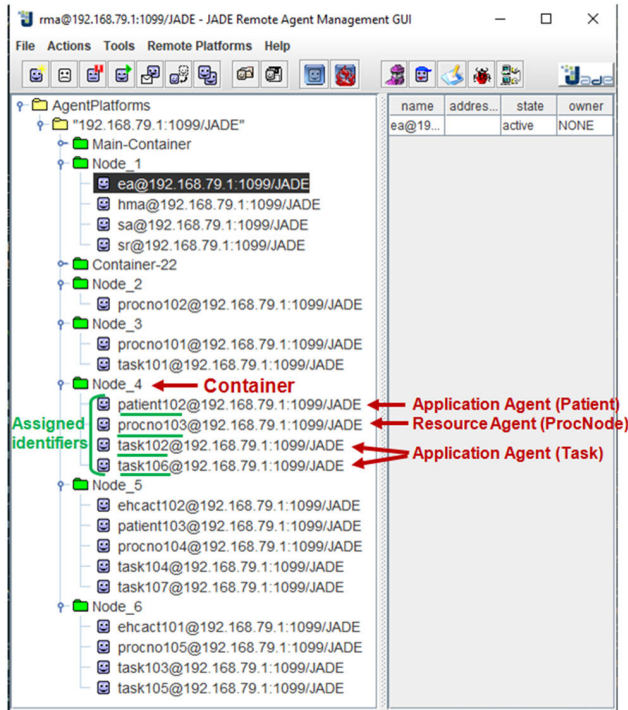 rma@192.168.79.1:1099/JADE - JADE Remote Agent Management GUI
File Actions Tools Remote Platforms Help
Jade
AgentPlatforms
"192.168.79.1:1099/JADE"
Main-Container
Node_1
ea@192.168.79.1:1099/JADE
hma@192.168.79.1:1099/JADE
sa@192.168.79.1:1099/JADE
sr@192.168.79.1:1099/JADE
Container-22
Node_2
procno102@192.168.79.1:1099/JADE
Node_3
procno101@192.168.79.1:1099/JADE
task101@192.168.79.1:1099/JADE
Node_4 Container
patient102@192.168.79.1:1099/JADE Application Agent (Patient)
Assigned identifiers
procno103@192.168.79.1:1099/JADE Resource Agent (ProcNode)
task102@192.168.79.1:1099/JADE Application Agent (Task)
task106@192.168.79.1:1099/JADE
Node_5
ehcact102@192.168.79.1:1099/JADE
patient103@192.168.79.1:1099/JADE
procno104@192.168.79.1:1099/JADE
task104@192.168.79.1:1099/JADE
task107@192.168.79.1:1099/JADE
Node_6
ehcact101@192.168.79.1:1099/JADE
procno105@192.168.79.1:1099/JADE
task103@192.168.79.1:1099/JADE
task105@192.168.79.1:1099/JADE
name addres... state owner
ea@19... active NONE